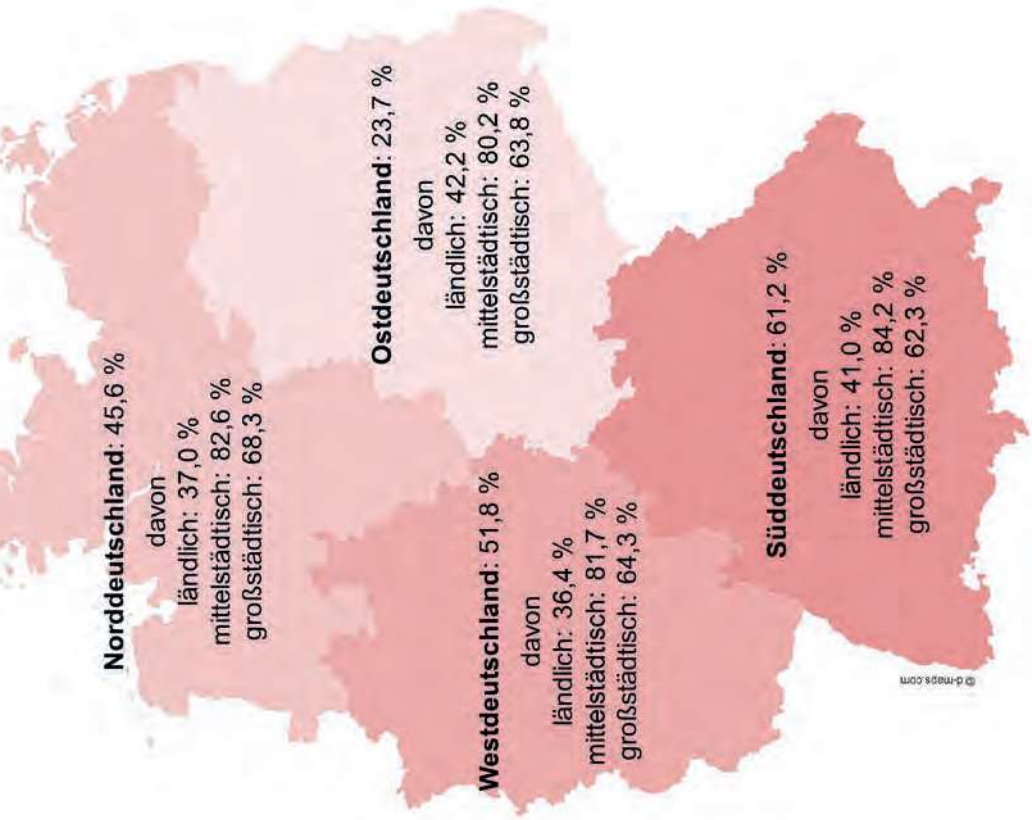 Norddeutschland: 45,6 %
davon
ländlich: 37,0 %
mittelstädtisch: 82,6 %
großstädtisch: 68,3 %
Ostdeutschland: 23,7 %
davon
ländlich: 42,2 %
mittelstädtisch: 80,2 %
großstädtisch: 63,8 %
Westdeutschland: 51,8 %
davon
ländlich: 36,4 %
mittelstädtisch: 81,7 %
großstädtisch: 64,3 %
Süddeutschland: 61,2 %
davon
ländlich: 41,0 %
mittelstädtisch: 84,2 %
großstädtisch: 62,3 %
© d-maps.com